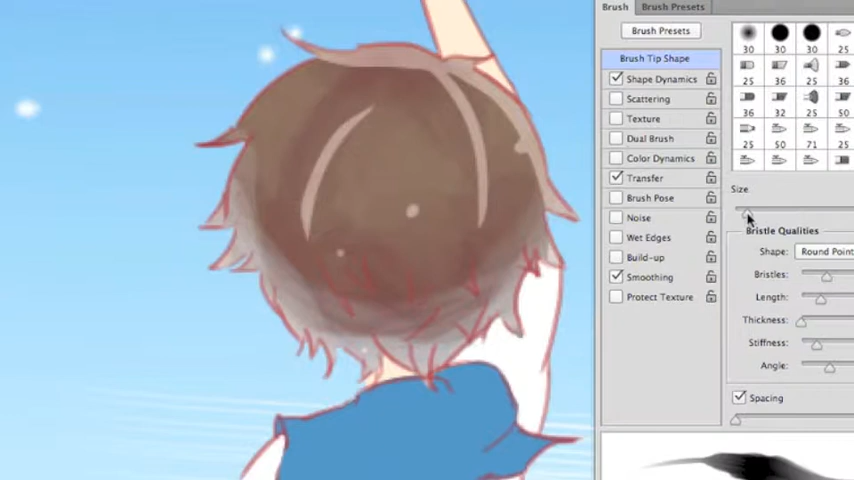 Brush Brush Presets
Brush Presets
30 30 30 25
25 36 25 36
36 32 25 50
25 50 71 25
Brush Tip Shape
Shape Dynamics
Scattering
Texture
Dual Brush
Color Dynamics
Transfer
Brush Pose
Noise
Wet Edges
Build-up
Smoothing
Protect Texture
Size
Bristle Qualities
Shape: Round Point
Bristles:
Length:
Thickness:
Stiffness:
Angle:
Spacing